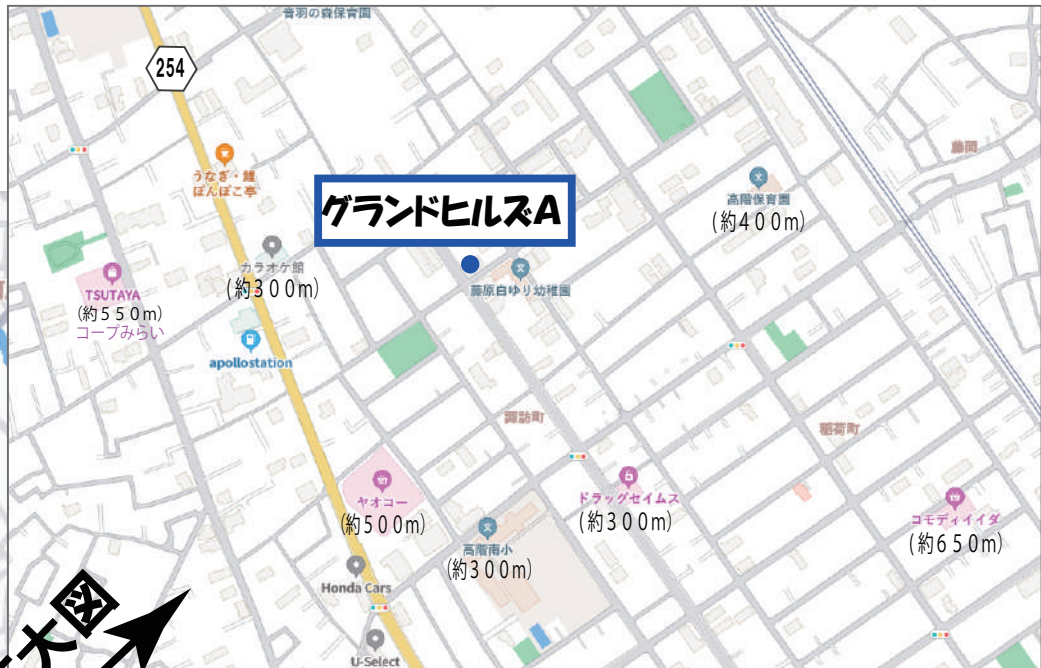 音羽の森保育園
254
うなぎ・鰻
ぽんぽこ亭
藤間
高階保育園
(約400m)
グランドヒルズA
カラオケ館
(約300m)
藤原白ゆり幼稚園
TSUTAYA
(約550m)
コープみらい
apollostation
諏訪町
稲荷町
ヤオコー
(約500m)
ドラッグセイムス
(約300m)
コモディイイダ
(約650m)
高階南小
(約300m)
Honda Cars
U-Select
大図